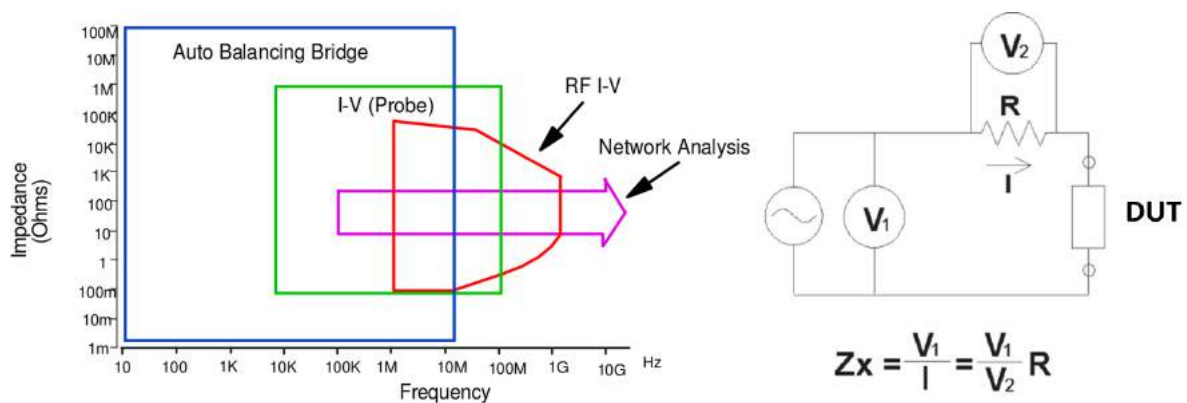 100M
10M
1M
100K
10K
1K
100
10
1
100m
10m
1m
Impedance
(Ohms)
Auto Balancing Bridge
I-V (Probe)
RF I-V
Network Analysis
10 100 1K 10K 100K 1M 10M 100M 1G 10G Hz
Frequency
V2
R
I
V1
DUT
Zx = V1/I = V1/V2 R